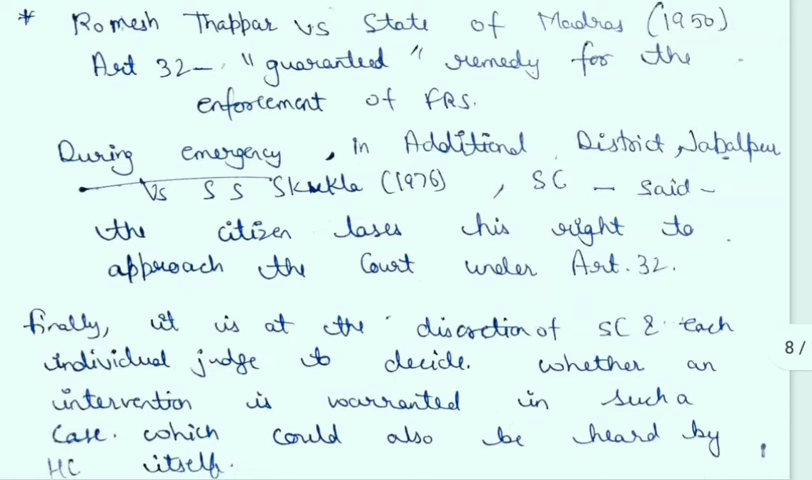 * Romesh Thappar vs State of Madras (1950)
Art 32 - "guaranteed" remedy for the
enforcement of FRS.
During emergency, in Additional District, Jabalpur
vs S S Skukla (1976), SC - said -
the citizen loses his right to
approach the Court under Art. 32.
finally, it is at the discretion of SC & each
individual judge to decide. whether an
intervention is warranted in such a
case. which could also be heard by
HC itself.
8 /